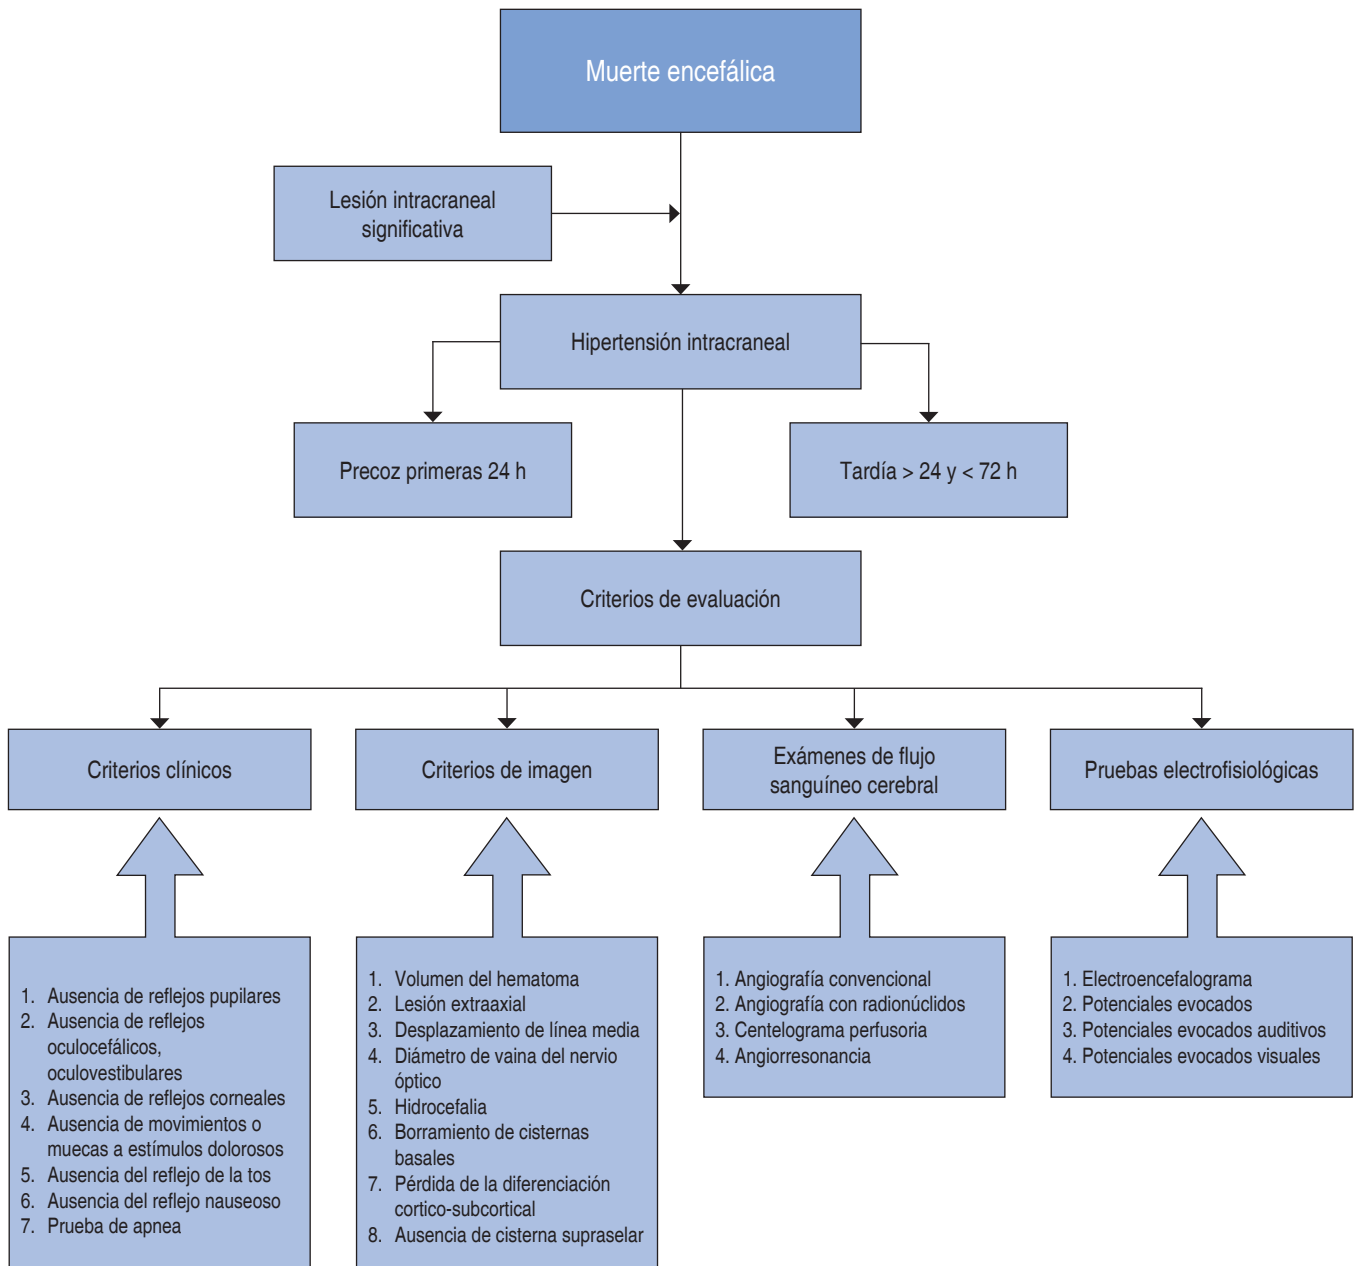 Muerte encefálica
Lesión intracraneal
significativa
Hipertensión intracraneal
Precoz primeras 24 h
Tardía > 24 y < 72 h
Criterios de evaluación
Criterios clínicos
Criterios de imagen
Exámenes de flujo
sanguíneo cerebral
Pruebas electrofisiológicas
1. Ausencia de reflejos pupilares
2. Ausencia de reflejos
oculocefálicos,
oculovestibulares
3. Ausencia de reflejos corneales
4. Ausencia de movimientos o
muecas a estímulos dolorosos
5. Ausencia del reflejo de la tos
6. Ausencia del reflejo nauseoso
7. Prueba de apnea
1. Volumen del hematoma
2. Lesión extraaxial
3. Desplazamiento de línea media
4. Diámetro de vaina del nervio
óptico
5. Hidrocefalia
6. Borramiento de cisternas
basales
7. Pérdida de la diferenciación
cortico-subcortical
8. Ausencia de cisterna supraselar
1. Angiografía convencional
2. Angiografía con radionúclidos
3. Centelograma perfusoria
4. Angiorresonancia
1. Electroencefalograma
2. Potenciales evocados
3. Potenciales evocados auditivos
4. Potenciales evocados visuales